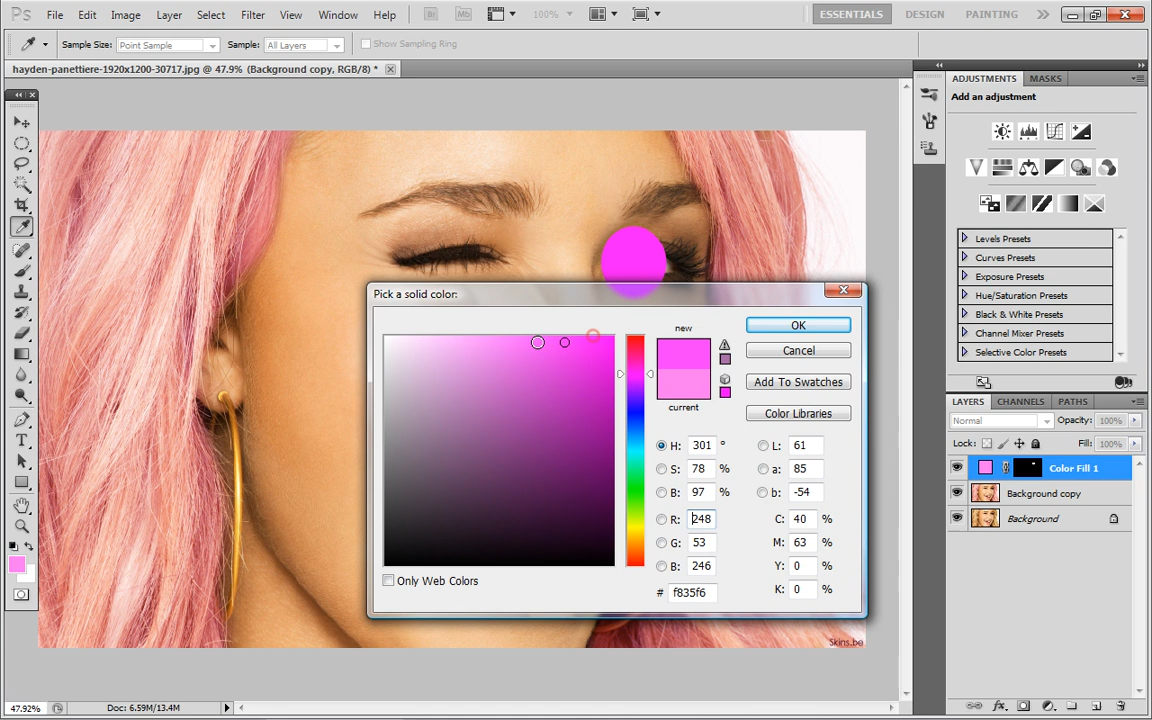 Ps File Edit Image Layer Select Filter View Window Help Br Mb 100% ESSENTIALS DESIGN PAINTING
Sample Size: Point Sample Sample: All Layers Show Sampling Ring
hayden-panettiere-1920x1200-30717.jpg @ 47.9% (Background copy, RGB/8) *
ADJUSTMENTS MASKS
Add an adjustment
Levels Presets
Curves Presets
Exposure Presets
Hue/Saturation Presets
Black & White Presets
Channel Mixer Presets
Selective Color Presets
Pick a solid color:
new
current
OK
Cancel
Add To Swatches
Color Libraries
H: 301 ° L: 61
S: 78 % a: 85
B: 97 % b: -54
R: 248 C: 40 %
G: 53 M: 63 %
B: 246 Y: 0 %
# f835f6 K: 0 %
Only Web Colors
LAYERS CHANNELS PATHS
Normal Opacity: 100%
Lock: Fill: 100%
Color Fill 1
Background copy
Background
T
Skins.be
47.92% Doc: 6.59M/13.4M
fx